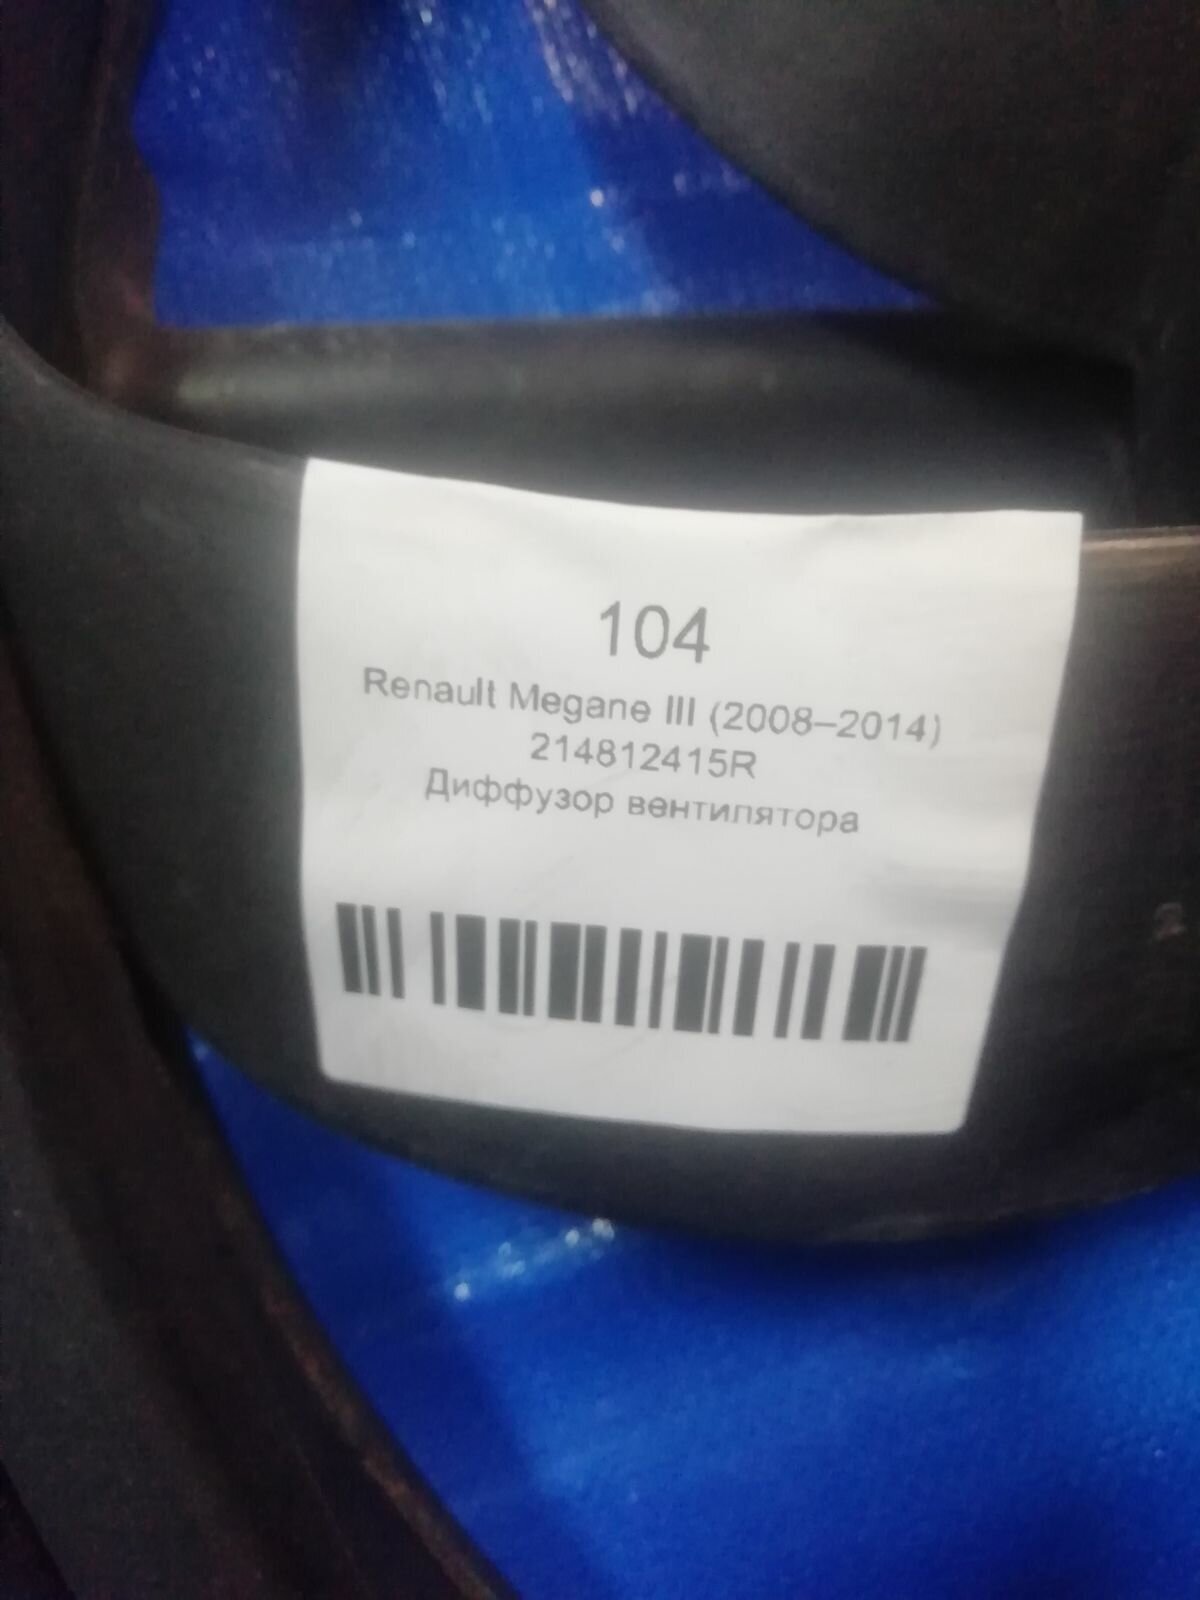 104
Renault Megane III (2008–2014)
214812415R
Диффузор вентилятора